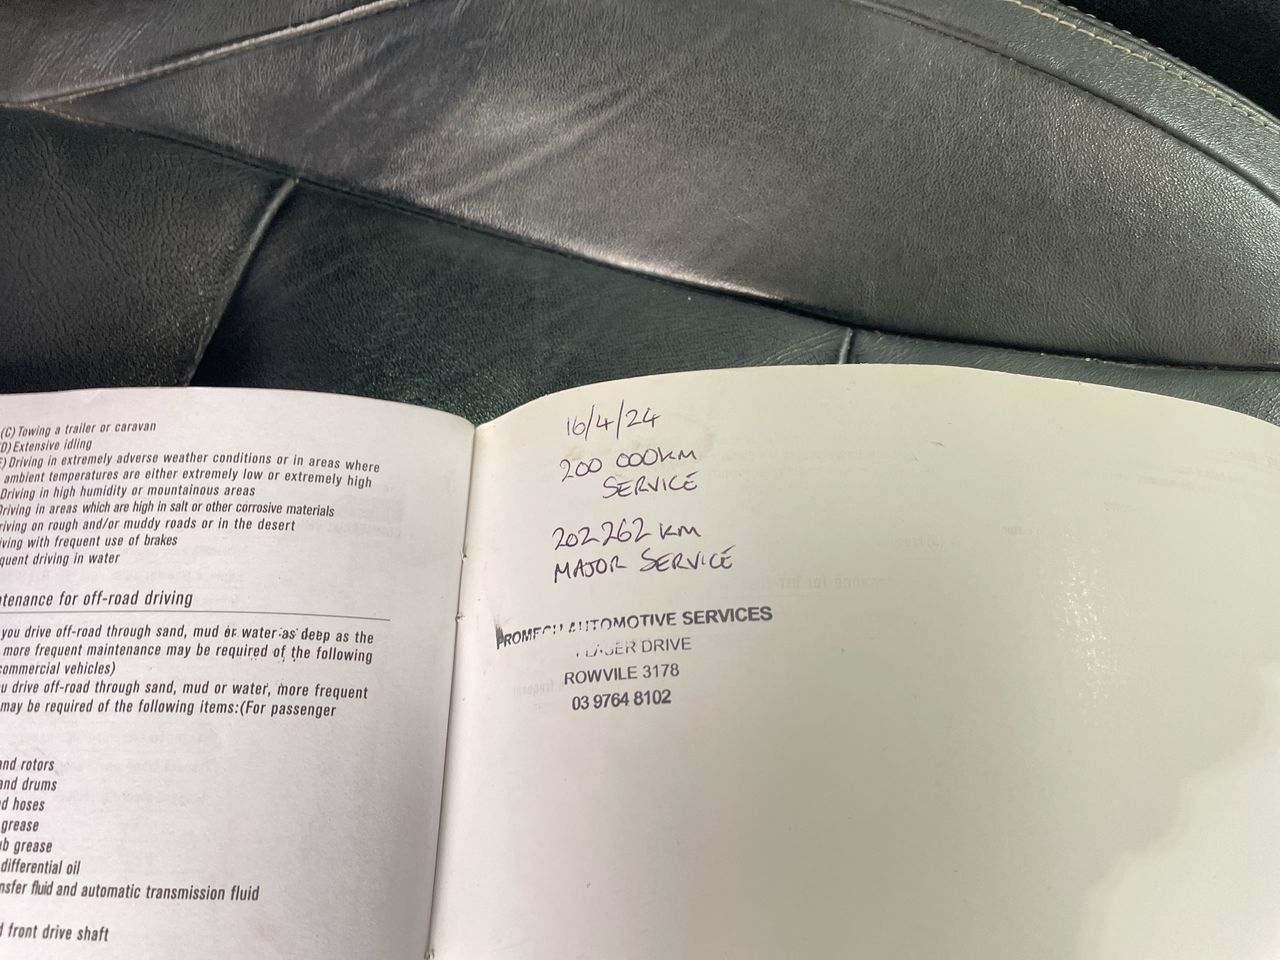 (C) Towing a trailer or caravan
(D) Extensive idling
(E) Driving in extremely adverse weather conditions or in areas where
ambient temperatures are either extremely low or extremely high
Driving in high humidity or mountainous areas
Driving in areas which are high in salt or other corrosive materials
riving on rough and/or muddy roads or in the desert
iving with frequent use of brakes
quent driving in water
tenance for off-road driving
you drive off-road through sand, mud or water as deep as the
more frequent maintenance may be required of the following
commercial vehicles)
u drive off-road through sand, mud or water, more frequent
may be required of the following items:(For passenger
and rotors
and drums
d hoses
grease
ub grease
differential oil
nsfer fluid and automatic transmission fluid
d front drive shaft
16/4/24
200 000KM
SERVICE
202262 KM
MAJOR SERVICE
AUTOMOTIVE SERVICES
DRIVE
ROWVILE 3178
03 9764 8102